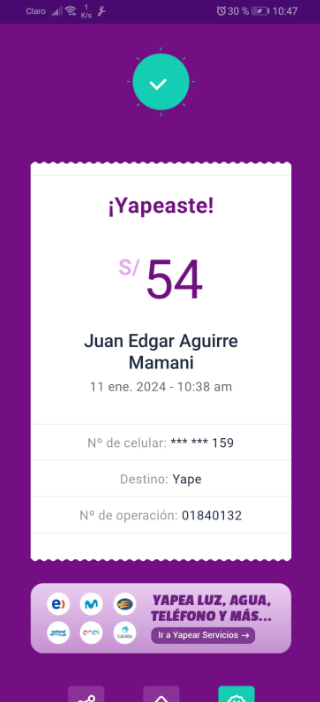 Claro 1 K/s 30 % 10:47
¡Yapeaste!
S/ 54
Juan Edgar Aguirre
Mamani
11 ene. 2024 - 10:38 am
Nº de celular: *** *** 159
Destino: Yape
Nº de operación: 01840132
YAPEA LUZ, AGUA,
TELÉFONO Y MÁS...
Ir a Yapear Servicios →